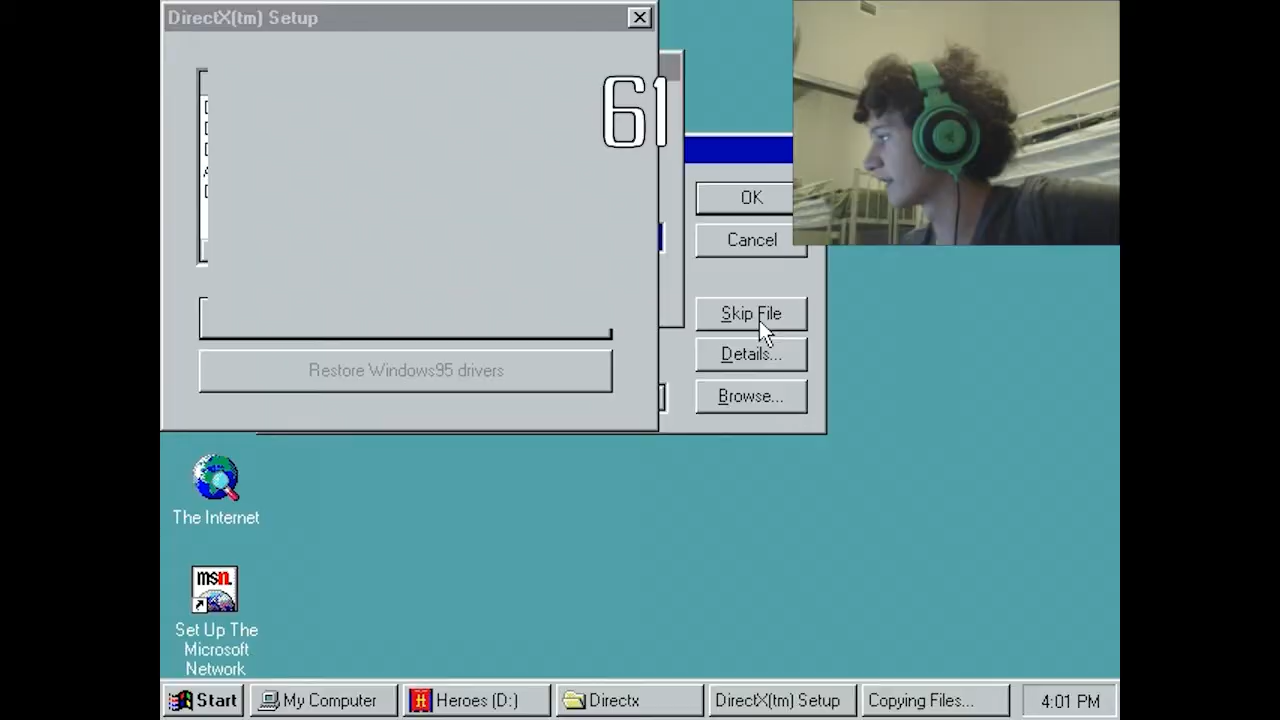 DirectX(tm) Setup
61
OK
Cancel
Skip File
Details...
Browse...
Restore Windows95 drivers
The Internet
msn
Set Up The
Microsoft
Network
Start
My Computer
Heroes (D:)
Directx
DirectX(tm) Setup
Copying Files...
4:01 PM